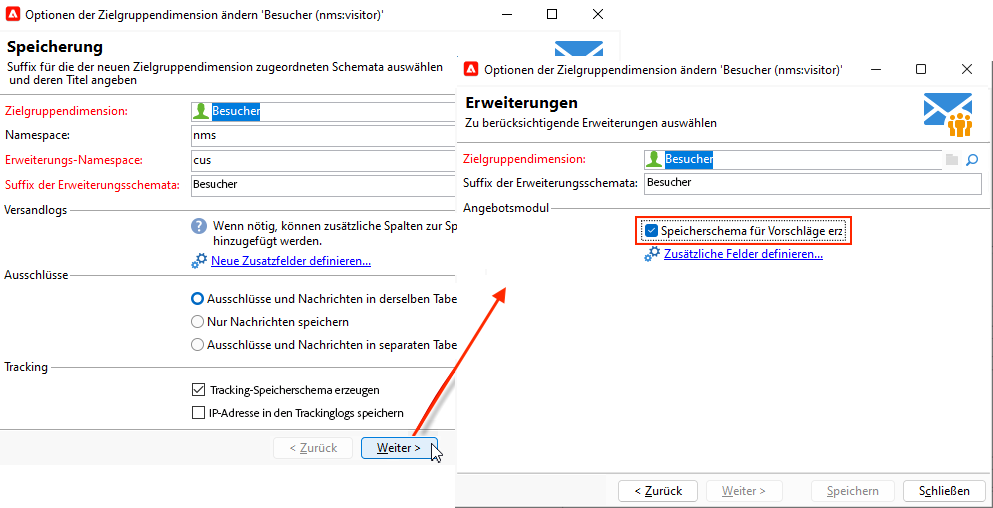 Optionen der Zielgruppendimension ändern 'Besucher (nms:visitor)'
Speicherung
Suffix für die der neuen Zielgruppendimension zugeordneten Schemata auswählen
und deren Titel angeben
Zielgruppendimension:
Besucher
Namespace:
nms
Erweiterungs-Namespace:
cus
Suffix der Erweiterungsschemata:
Besucher
Versandlogs
Wenn nötig, können zusätzliche Spalten zur Sp
hinzugefügt werden.
Neue Zusatzfelder definieren...
Ausschlüsse
Ausschlüsse und Nachrichten in derselben Tabe
Nur Nachrichten speichern
Ausschlüsse und Nachrichten in separaten Tabe
Tracking
Tracking-Speicherschema erzeugen
IP-Adresse in den Trackinglogs speichern
< Zurück
Weiter >
Optionen der Zielgruppendimension ändern 'Besucher (nms:visitor)'
Erweiterungen
Zu berücksichtigende Erweiterungen auswählen
Zielgruppendimension:
Besucher
Suffix der Erweiterungsschemata:
Besucher
Angebotsmodul
Speicherschema für Vorschläge erz
Zusätzliche Felder definieren...
< Zurück
Weiter >
Speichern
Schließen